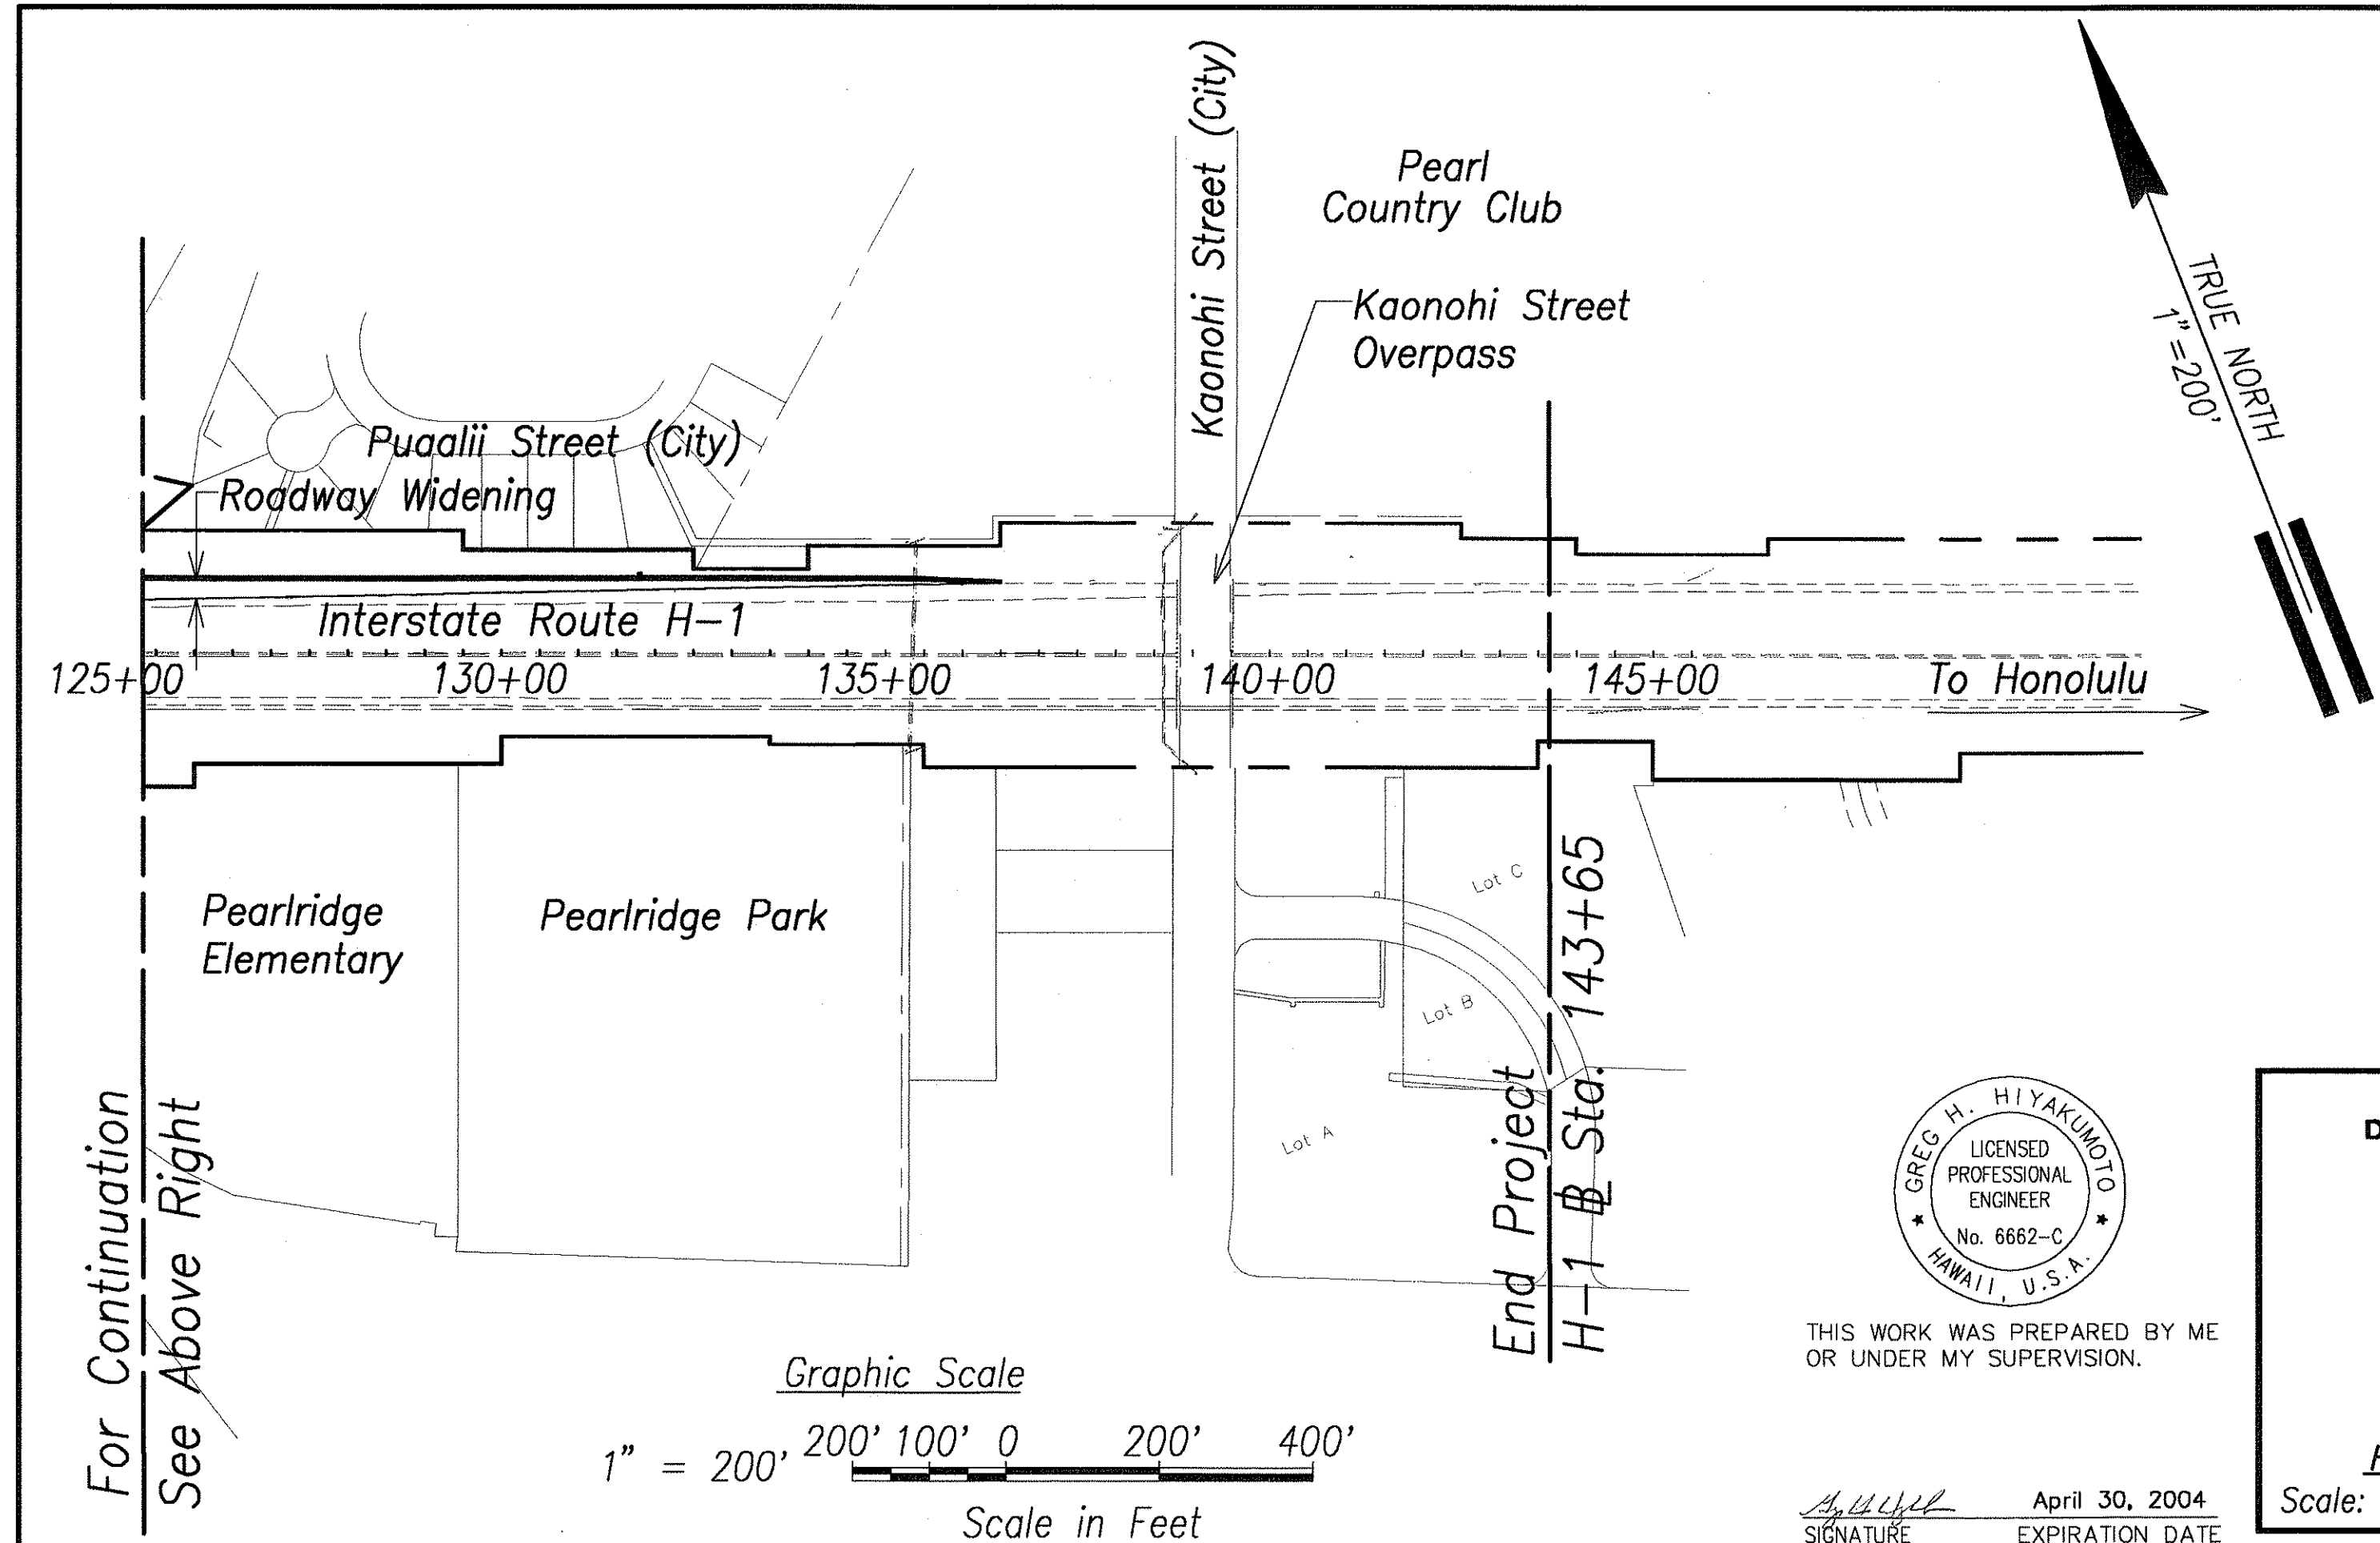 Kaonohi Street (City)
Pearl
Country Club
Kaonohi Street
Overpass
TRUE NORTH
1"=200'
Puaalii Street (City)
Roadway Widening
Interstate Route H-1
125+00
130+00
135+00
140+00
145+00
To Honolulu
Pearlridge
Elementary
Pearlridge Park
Lot C
Lot B
Lot A
For Continuation
See Above Right
End Project
H-1 B Sta. 143+65
GREG H. HIYAKUMOTO
LICENSED
PROFESSIONAL
ENGINEER
No. 6662-C
HAWAII, U.S.A.
THIS WORK WAS PREPARED BY ME
OR UNDER MY SUPERVISION.
Graphic Scale
1" = 200'
200' 100' 0 200' 400'
Scale in Feet
April 30, 2004
SIGNATURE EXPIRATION DATE
Scale: